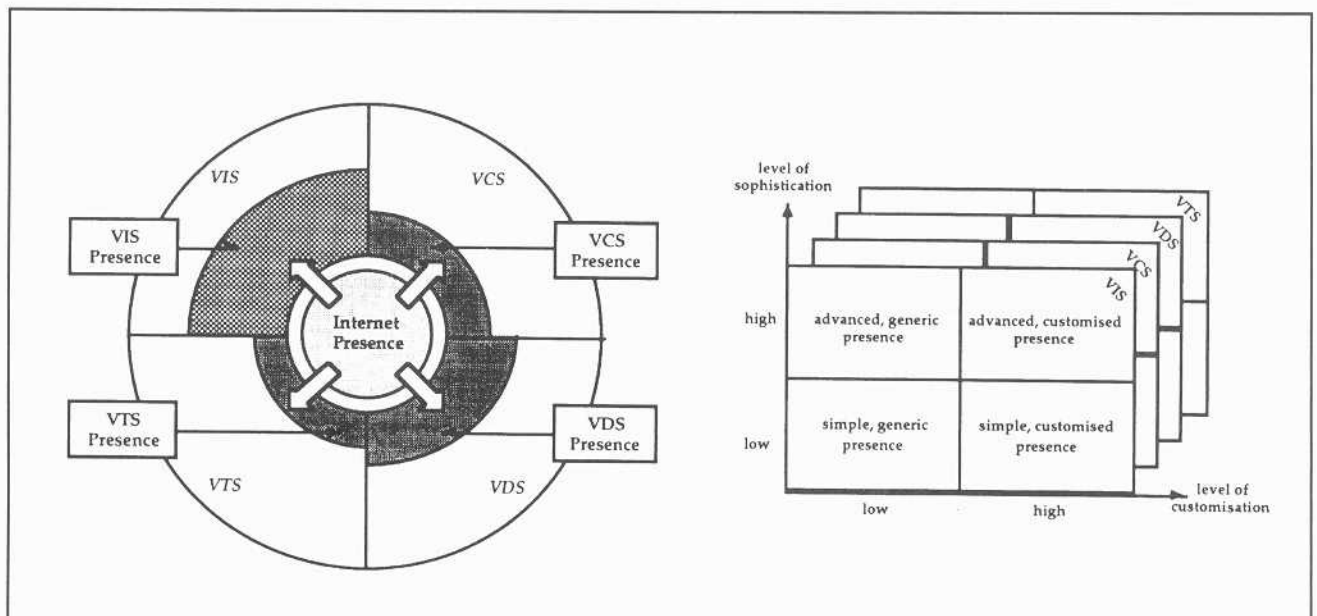 VIS
VCS
VIS
Presence
VCS
Presence
Internet
Presence
VTS
Presence
VDS
Presence
VTS
VDS
level of
sophistication
VTS
VDS
VCS
VIS
high
advanced, generic
presence
advanced, customised
presence
low
simple, generic
presence
simple, customised
presence
low
high
level of
customisation